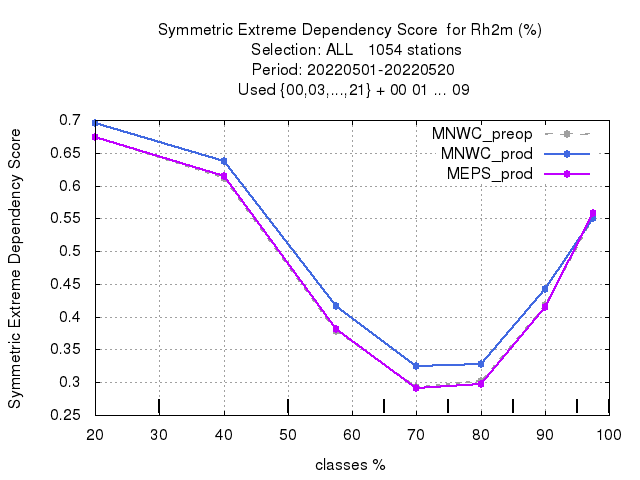 Symmetric Extreme Dependency Score for Rh2m (%)
Selection: ALL 1054 stations
Period: 20220501-20220520
Used {00,03,...,21} + 00 01 ... 09
Symmetric Extreme Dependency Score
0.7
0.65
0.6
0.55
0.5
0.45
0.4
0.35
0.3
0.25
MNWC_preop
MNWC_prod
MEPS_prod
20 30 40 50 60 70 80 90 100
classes %